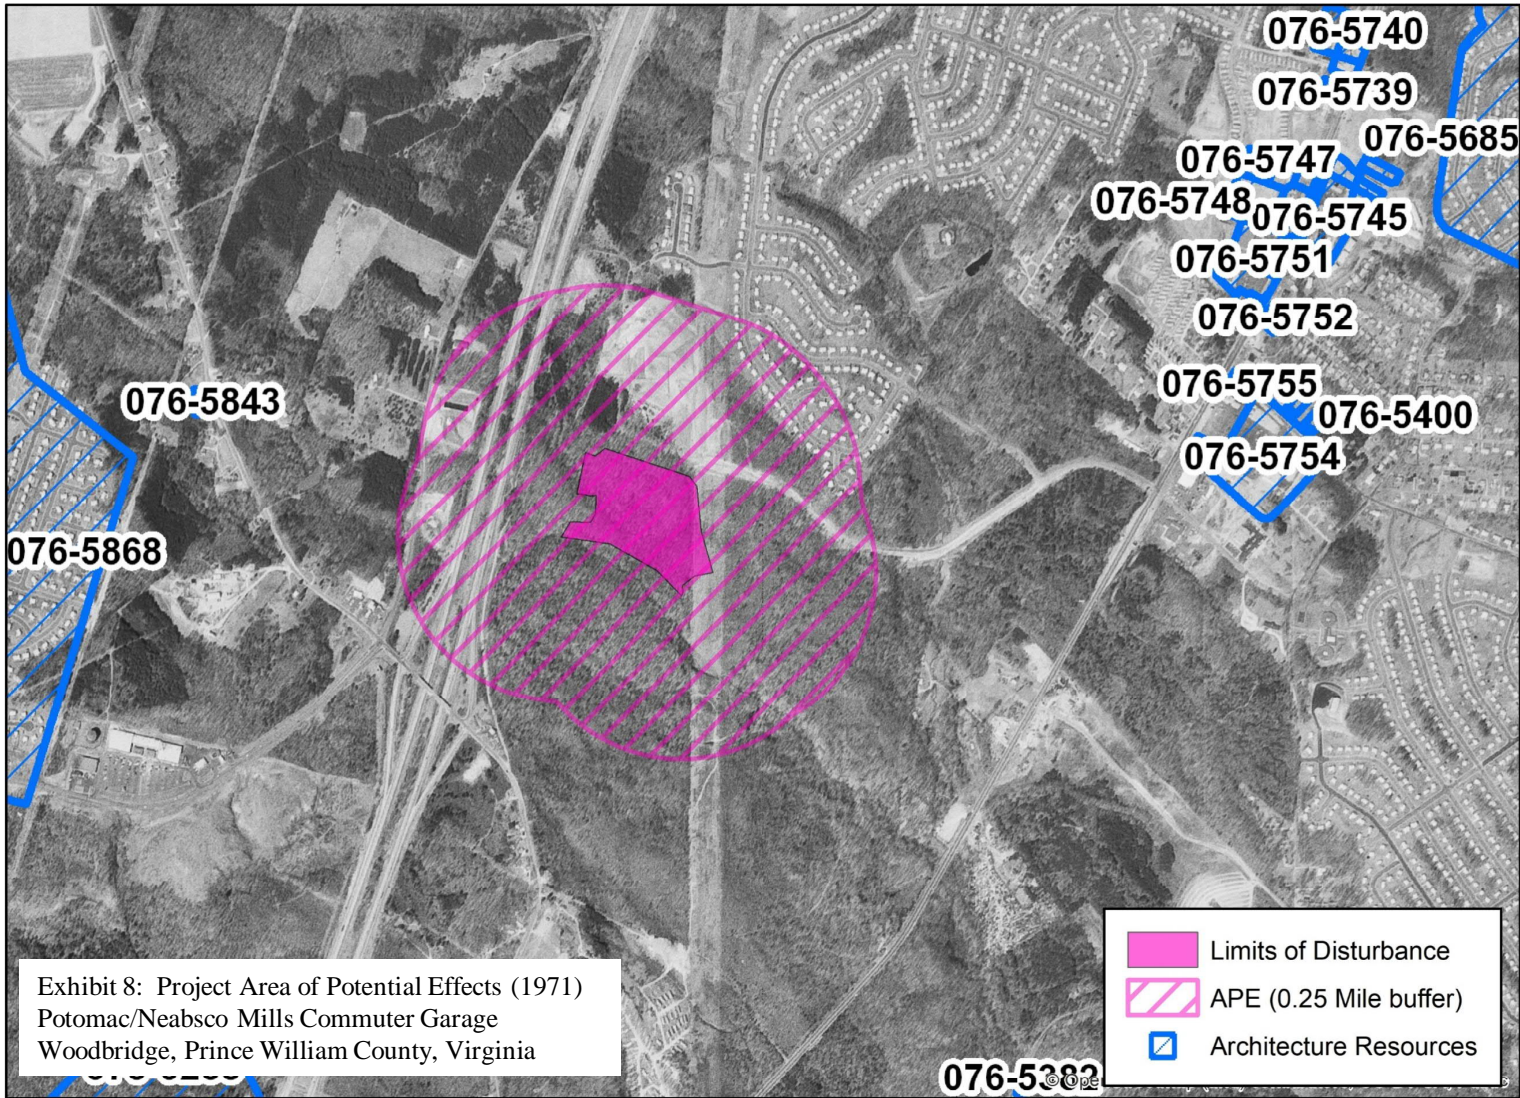 076-5740
076-5739
076-5685
076-5747
076-5748
076-5745
076-5751
076-5752
076-5843
076-5755
076-5400
076-5754
076-5868
Limits of Disturbance
APE (0.25 Mile buffer)
Architecture Resources
Exhibit 8: Project Area of Potential Effects (1971)
Potomac/Neabsco Mills Commuter Garage
Woodbridge, Prince William County, Virginia
076-5382